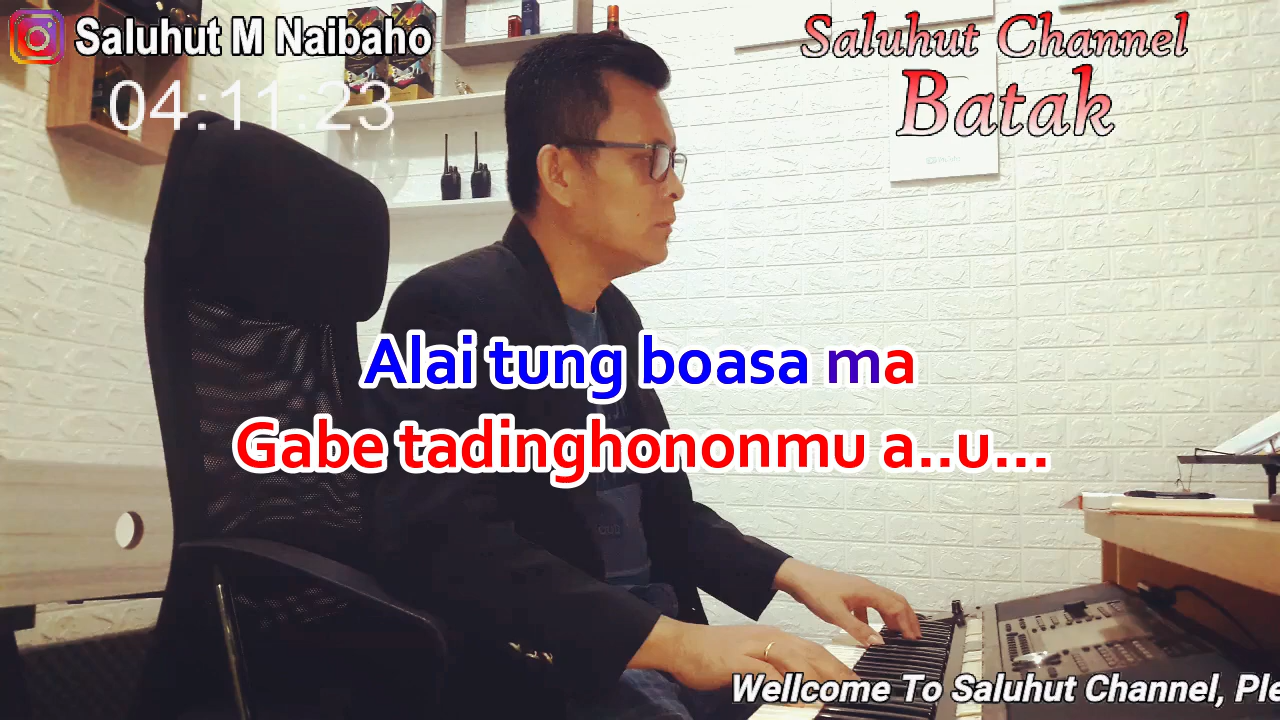 Saluhut M Naibaho
Saluhut Channel
Batak
04:11:23
Alai tung boasa ma
Gabe tadinghononmu a..u...
Wellcome To Saluhut Channel, Ple